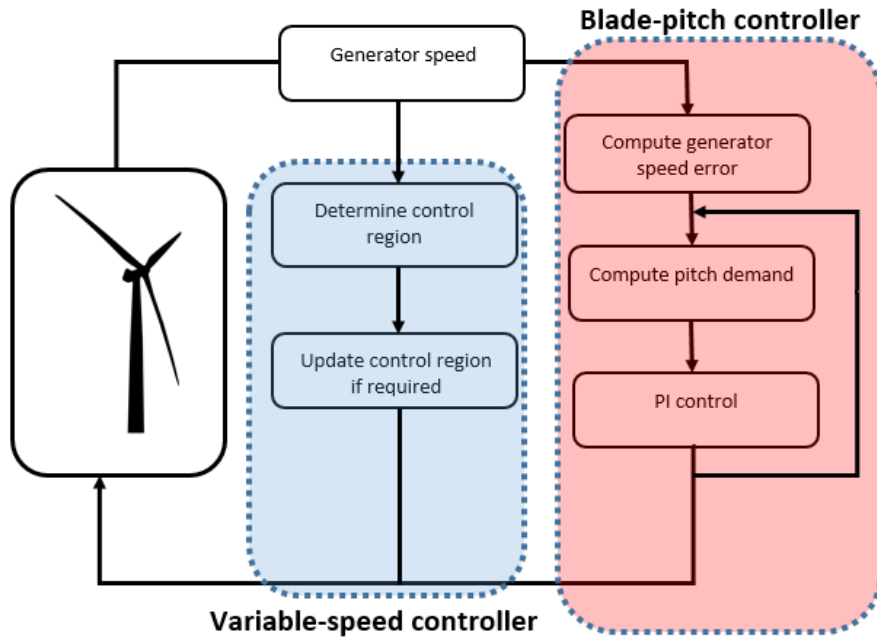 Blade-pitch controller
Generator speed
Compute generator
speed error
Determine control
region
Compute pitch demand
Update control region
if required
PI control
Variable-speed controller